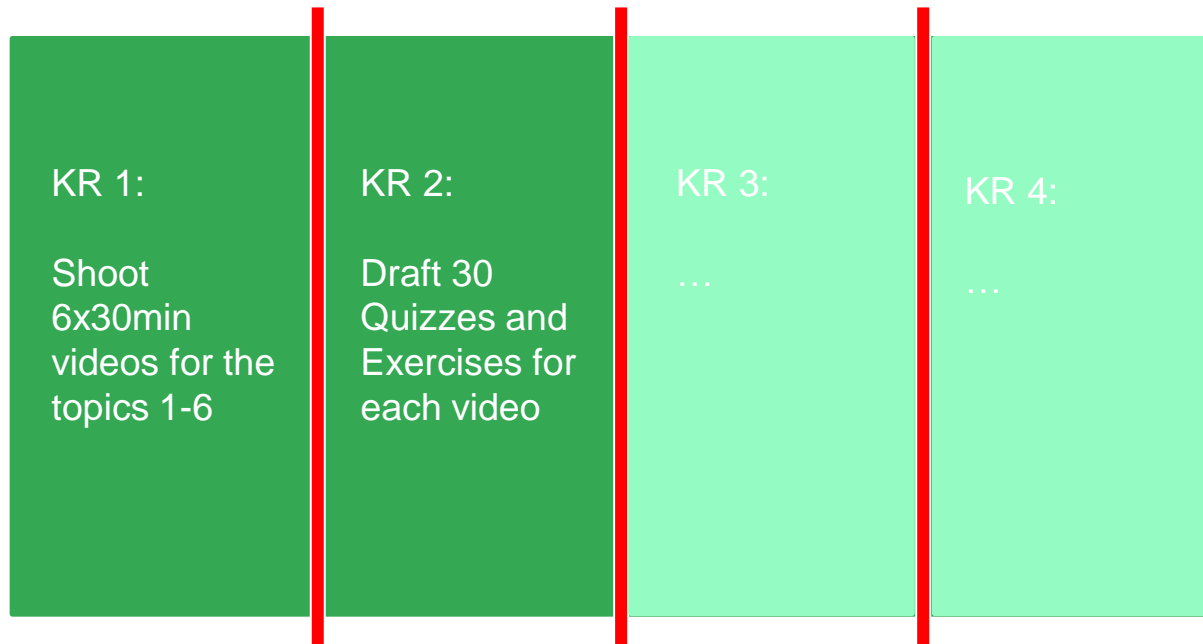 KR 1:
Shoot
6x30min
videos for the
topics 1-6
KR 2:
Draft 30
Quizzes and
Exercises for
each video
KR 3:
…
KR 4:
…